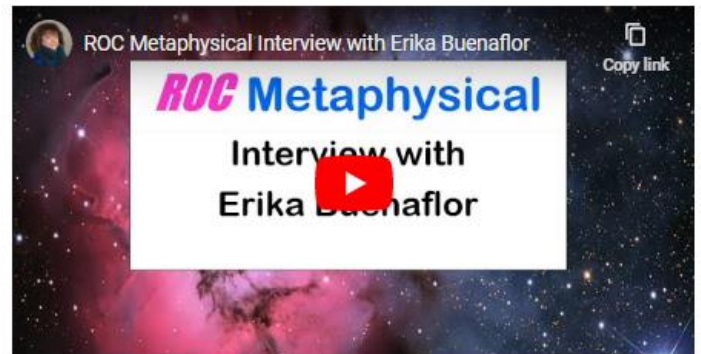 ROC Metaphysical Interview with Erika Buenaflor
Copy link
ROC Metaphysical
Interview with
Erika Buenaflor